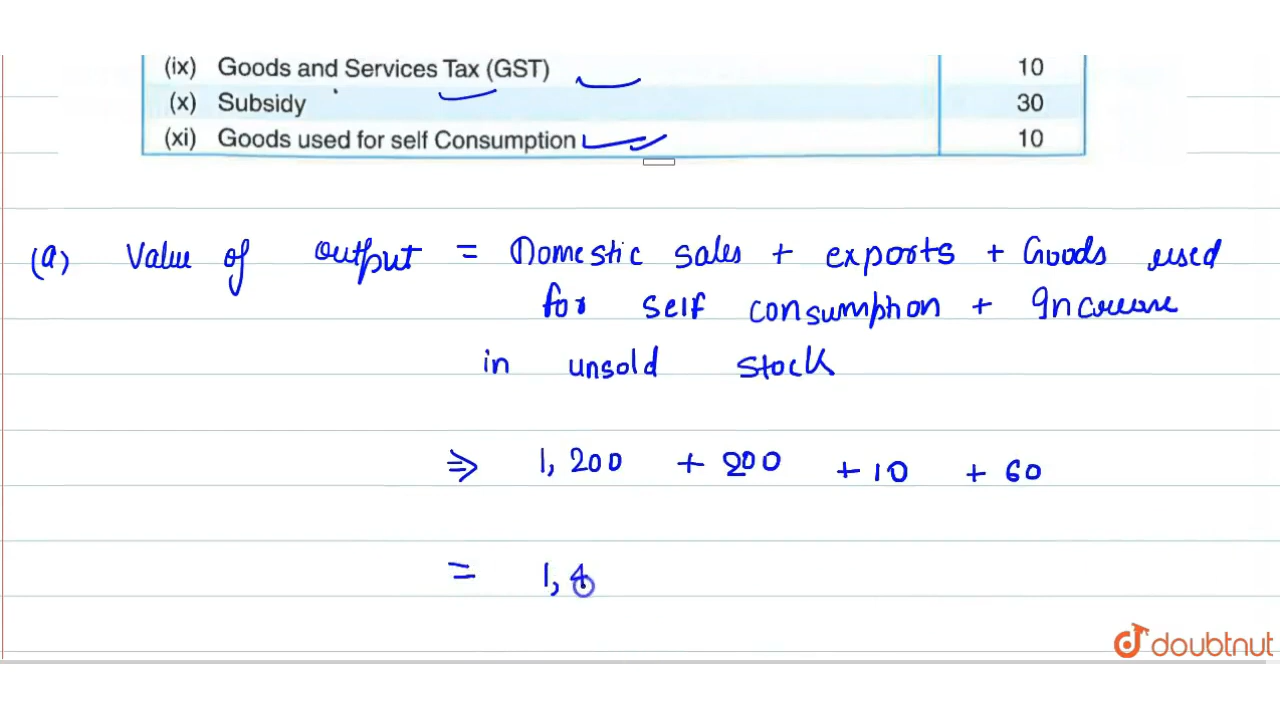 (ix) Goods and Services Tax (GST) 10
(x) Subsidy 30
(xi) Goods used for self Consumption 10
(a) Value of output = Domestic sales + exports + Goods used
for self consumption + Increase
in unsold stock
⇒ 1,200 + 200 + 10 + 60
= 1,4
doubtnut